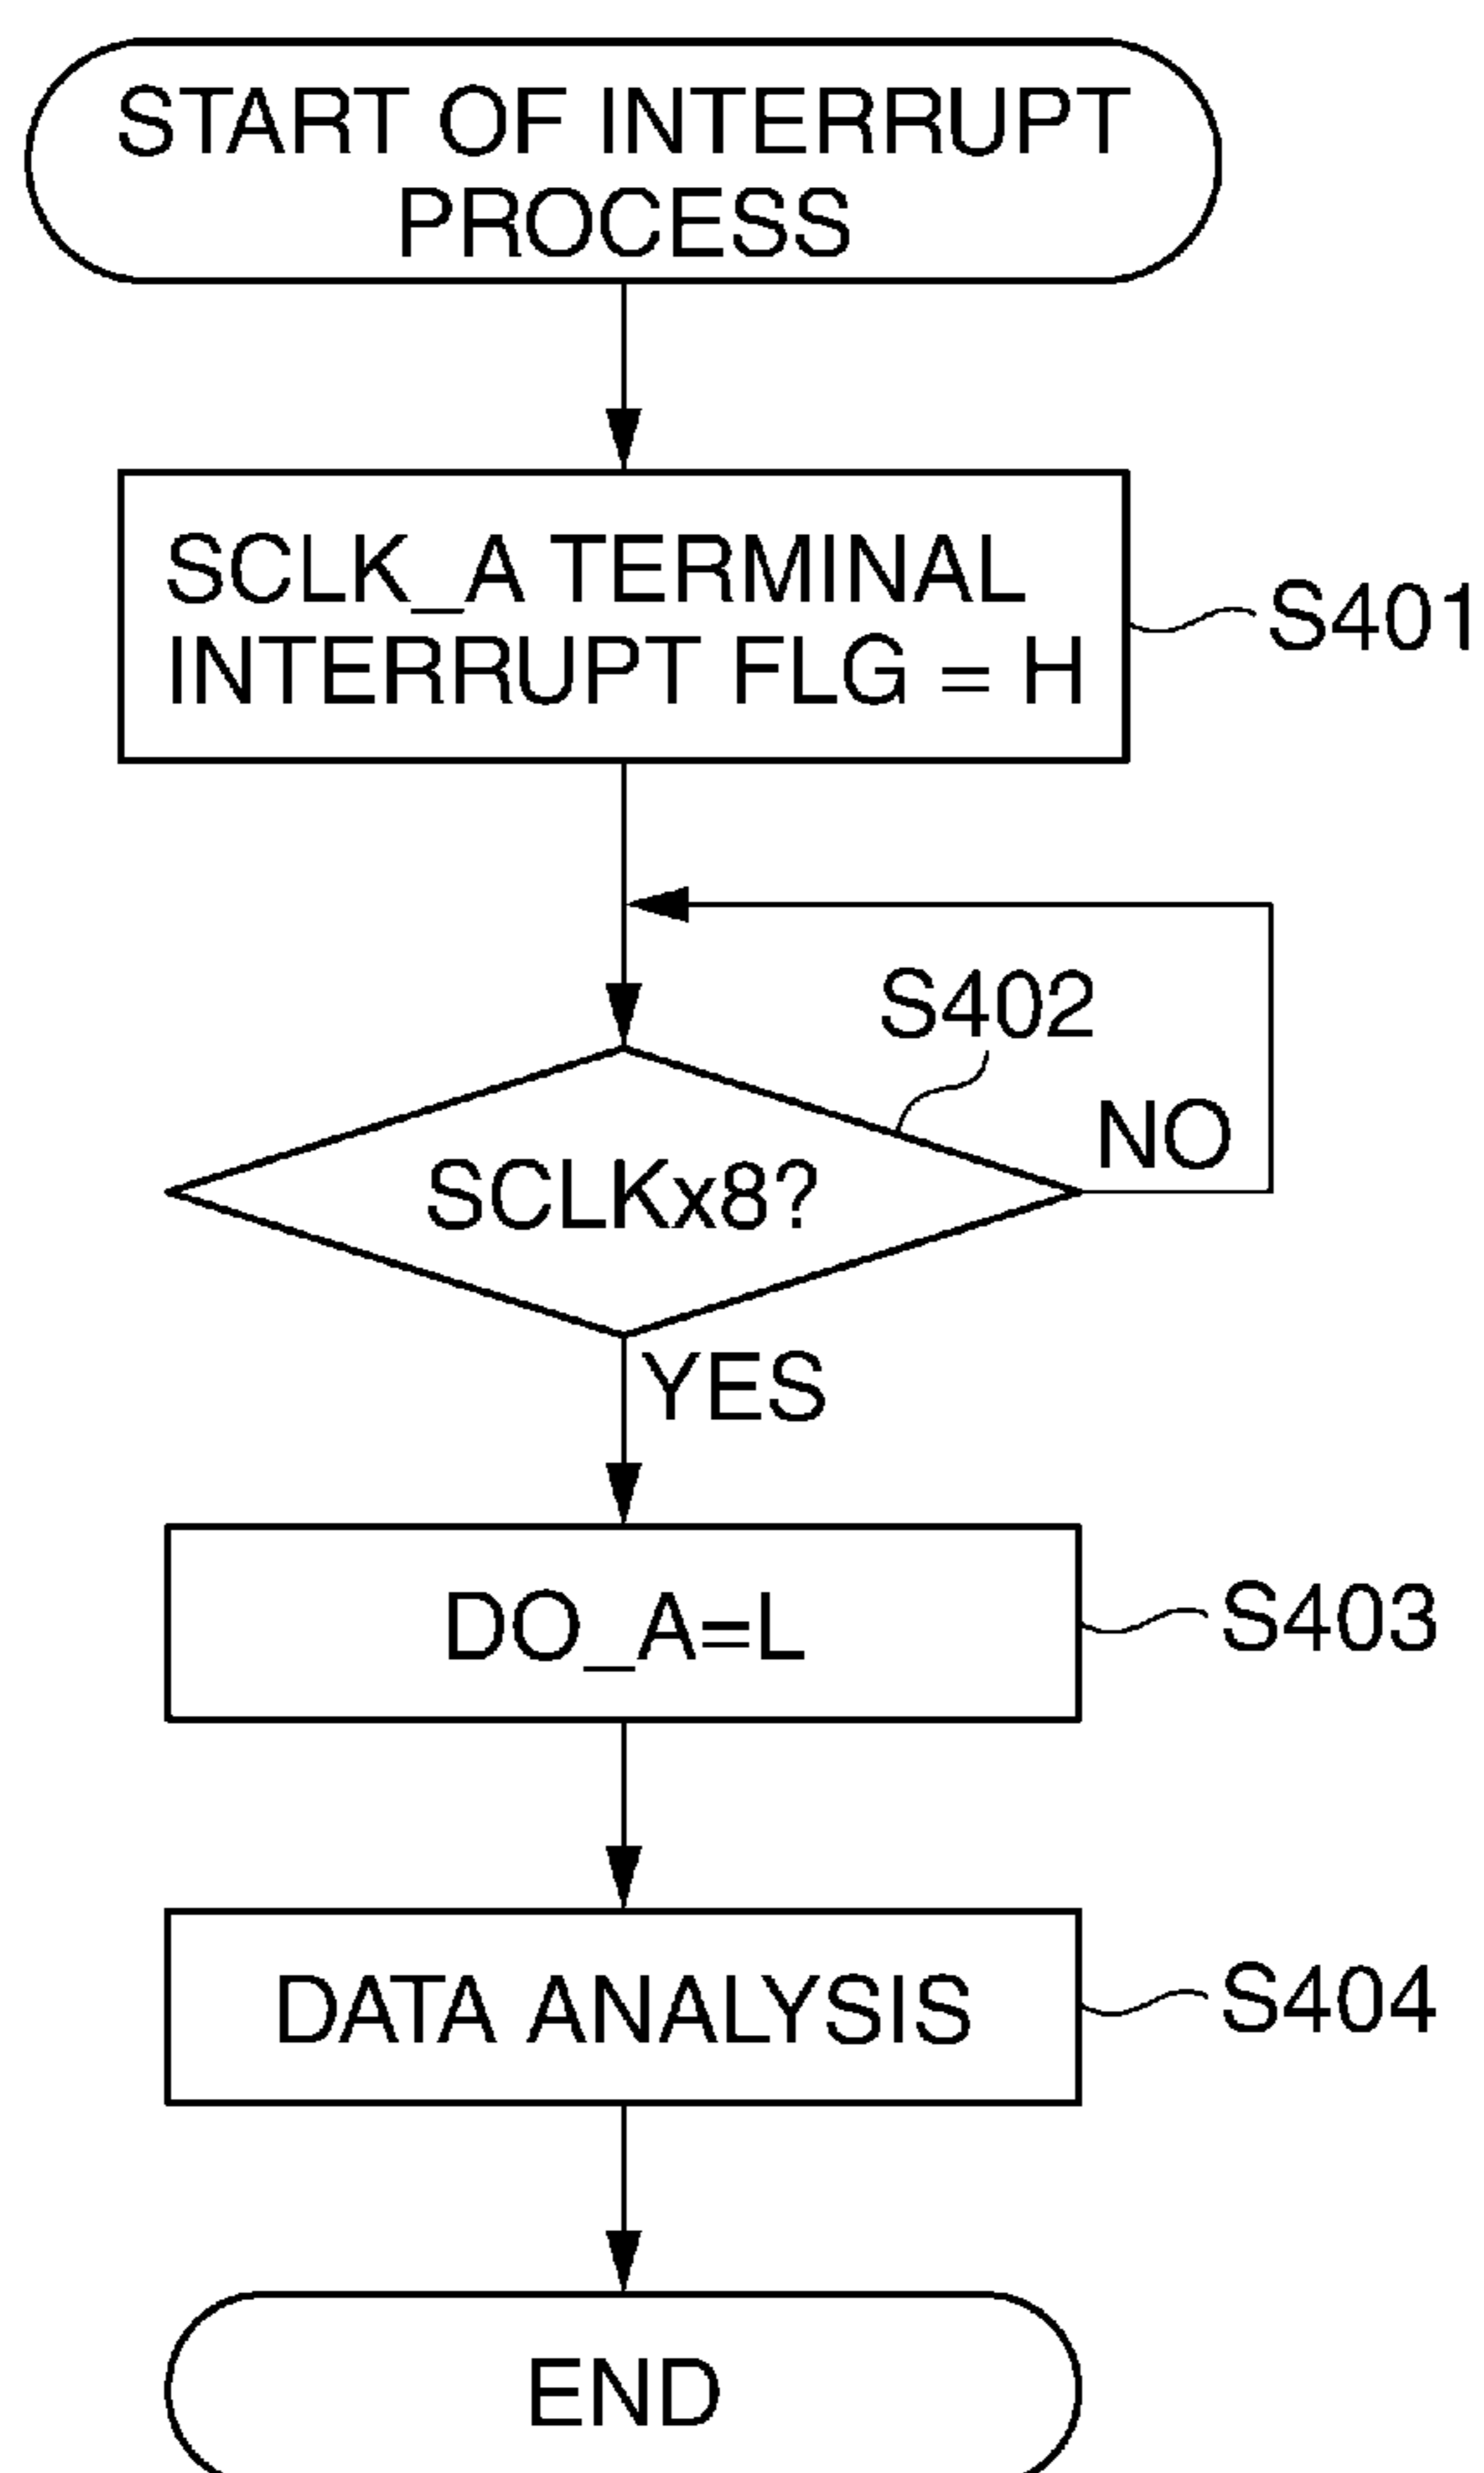 START OF INTERRUPT
PROCESS
SCLK_A TERMINAL
INTERRUPT FLG = H
S401
S402
NO
SCLKx8?
YES
DO_A=L
S403
DATA ANALYSIS
S404
END